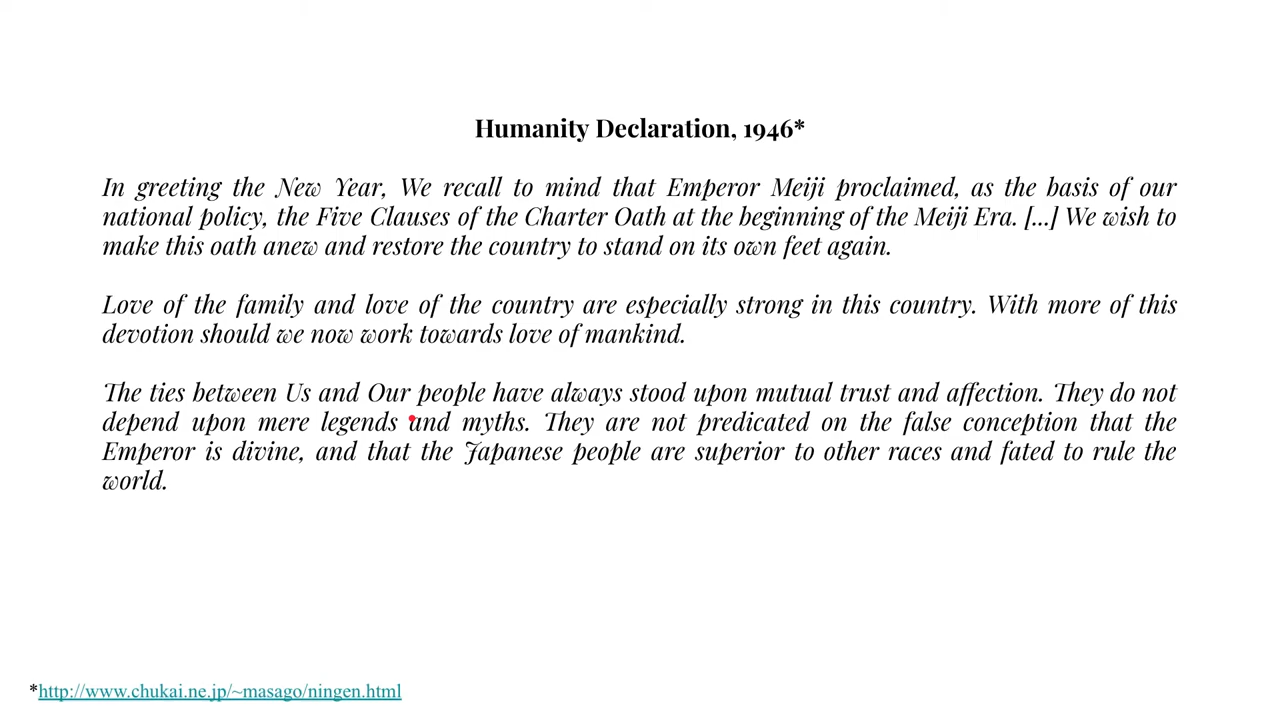 Humanity Declaration, 1946*
In greeting the New Year, We recall to mind that Emperor Meiji proclaimed, as the basis of our
national policy, the Five Clauses of the Charter Oath at the beginning of the Meiji Era. [...] We wish to
make this oath anew and restore the country to stand on its own feet again.
Love of the family and love of the country are especially strong in this country. With more of this
devotion should we now work towards love of mankind.
The ties between Us and Our people have always stood upon mutual trust and affection. They do not
depend upon mere legends and myths. They are not predicated on the false conception that the
Emperor is divine, and that the Japanese people are superior to other races and fated to rule the
world.
*http://www.chukai.ne.jp/~masago/ningen.html